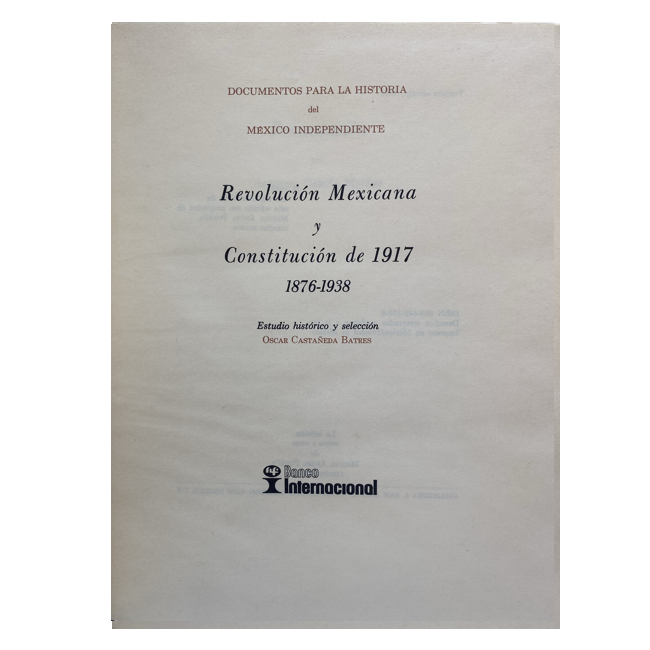 DOCUMENTOS PARA LA HISTORIA
del
MÉXICO INDEPENDIENTE
Revolución Mexicana
y
Constitución de 1917
1876-1938
Estudio histórico y selección
OSCAR CASTAÑEDA BATRES
Banco
Internacional